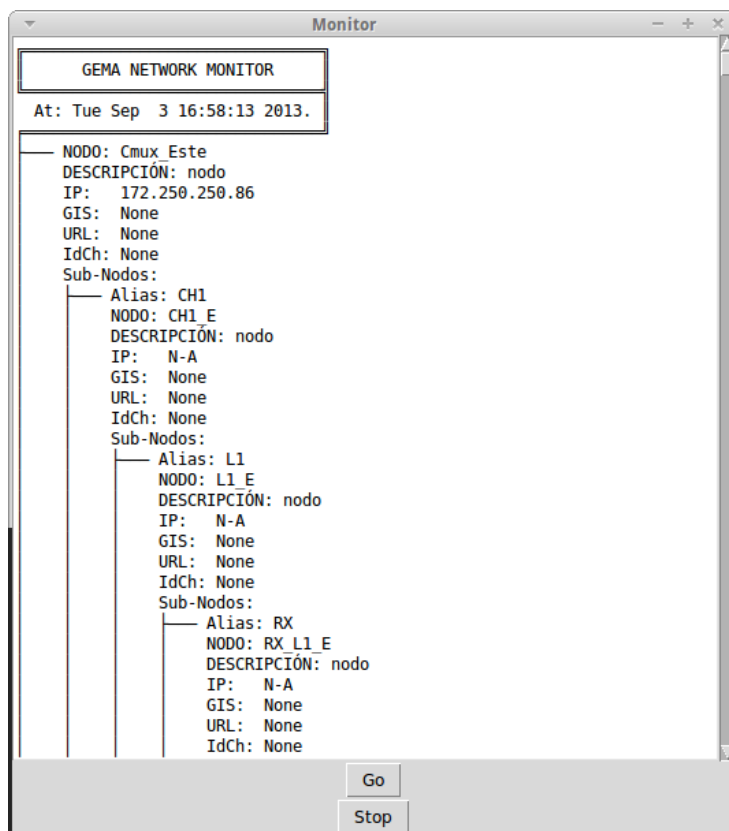 Monitor
GEMA NETWORK MONITOR
At: Tue Sep  3 16:58:13 2013.
NODO: Cmux_Este
DESCRIPCIÓN: nodo
IP:   172.250.250.86
GIS:  None
URL:  None
IdCh: None
Sub-Nodos:
Alias: CH1
NODO: CH1_E
DESCRIPCIÓN: nodo
IP:   N-A
GIS:  None
URL:  None
IdCh: None
Sub-Nodos:
Alias: L1
NODO: L1_E
DESCRIPCIÓN: nodo
IP:   N-A
GIS:  None
URL:  None
IdCh: None
Sub-Nodos:
Alias: RX
NODO: RX_L1_E
DESCRIPCIÓN: nodo
IP:   N-A
GIS:  None
URL:  None
IdCh: None
Go
Stop